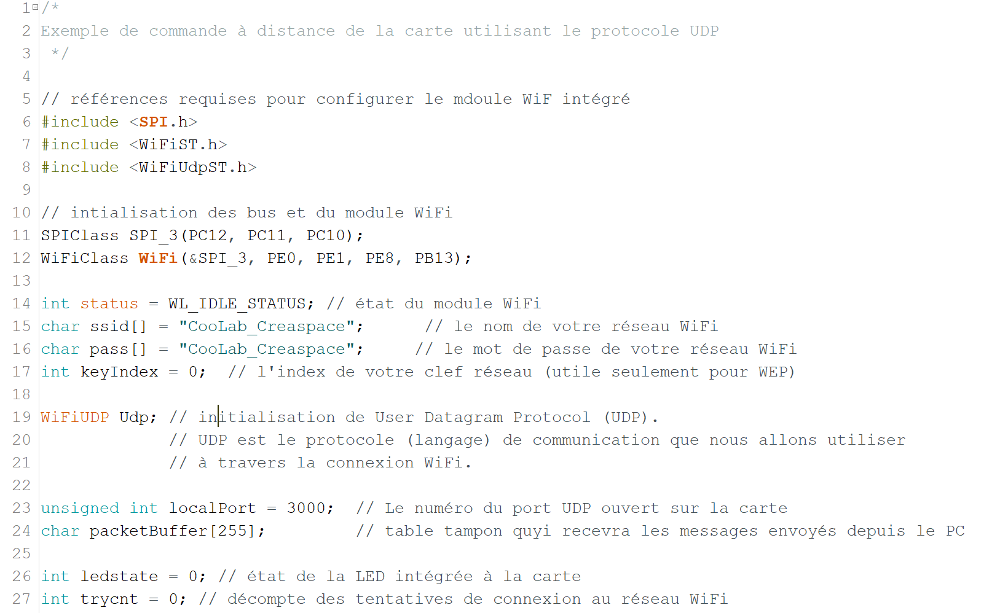 1 /*
2 Exemple de commande à distance de la carte utilisant le protocole UDP
3 */
4
5 // références requises pour configurer le mdoule WiF intégré
6 #include <SPI.h>
7 #include <WiFiST.h>
8 #include <WiFiUdpST.h>
9
10 // intialisation des bus et du module WiFi
11 SPIClass SPI_3(PC12, PC11, PC10);
12 WiFiClass WiFi(&SPI_3, PE0, PE1, PE8, PB13);
13
14 int status = WL_IDLE_STATUS; // état du module WiFi
15 char ssid[] = "CooLab_Creaspace"; // le nom de votre réseau WiFi
16 char pass[] = "CooLab_Creaspace"; // le mot de passe de votre réseau WiFi
17 int keyIndex = 0; // l'index de votre clef réseau (utile seulement pour WEP)
18
19 WiFiUDP Udp; // initialisation de User Datagram Protocol (UDP).
20 // UDP est le protocole (langage) de communication que nous allons utiliser
21 // à travers la connexion WiFi.
22
23 unsigned int localPort = 3000; // Le numéro du port UDP ouvert sur la carte
24 char packetBuffer[255]; // table tampon quyi recevra les messages envoyés depuis le PC
25
26 int ledstate = 0; // état de la LED intégrée à la carte
27 int trycnt = 0; // décompte des tentatives de connexion au réseau WiFi